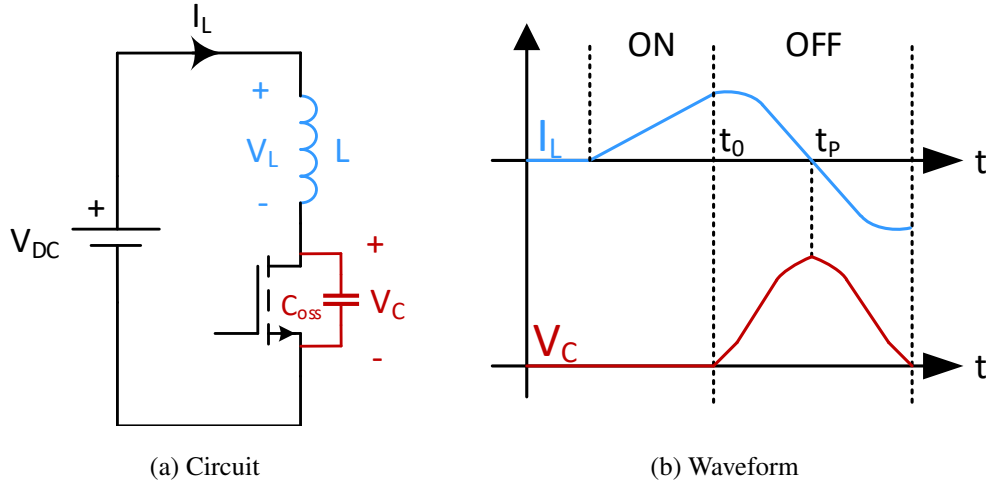 I_L
+
V_L
L
-
+
V_DC
+
C_oss
V_C
-
(a) Circuit
ON
OFF
I_L
t_0
t_P
t
V_C
t
(b) Waveform